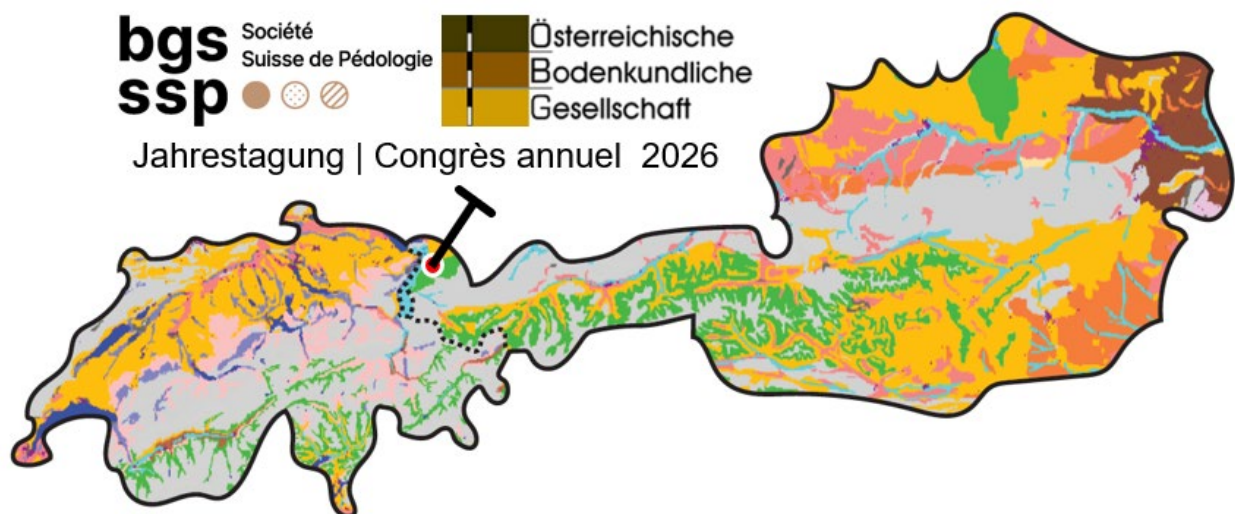 bgs
ssp
Société
Suisse de Pédologie
Österreichische
Bodenkundliche
Gesellschaft
Jahrestagung | Congrès annuel 2026